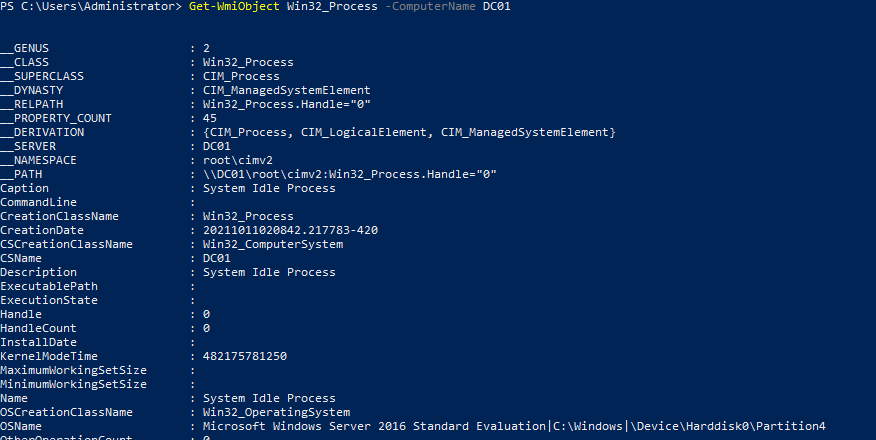 PS C:\Users\Administrator> Get-WmiObject Win32_Process -ComputerName DC01
__GENUS : 2
__CLASS : Win32_Process
__SUPERCLASS : CIM_Process
__DYNASTY : CIM_ManagedSystemElement
__RELPATH : Win32_Process.Handle="0"
__PROPERTY_COUNT : 45
__DERIVATION : {CIM_Process, CIM_LogicalElement, CIM_ManagedSystemElement}
__SERVER : DC01
__NAMESPACE : root\cimv2
__PATH : \\DC01\root\cimv2:Win32_Process.Handle="0"
Caption : System Idle Process
CommandLine :
CreationClassName : Win32_Process
CreationDate : 20211011020842.217783-420
CSCreationClassName : Win32_ComputerSystem
CSName : DC01
Description : System Idle Process
ExecutablePath :
ExecutionState :
Handle : 0
HandleCount : 0
InstallDate :
KernelModeTime : 482175781250
MaximumWorkingSetSize :
MinimumWorkingSetSize :
Name : System Idle Process
OSCreationClassName : Win32_OperatingSystem
OSName : Microsoft Windows Server 2016 Standard Evaluation|C:\Windows|\Device\Harddisk0\Partition4
OtherOperationCount : 0